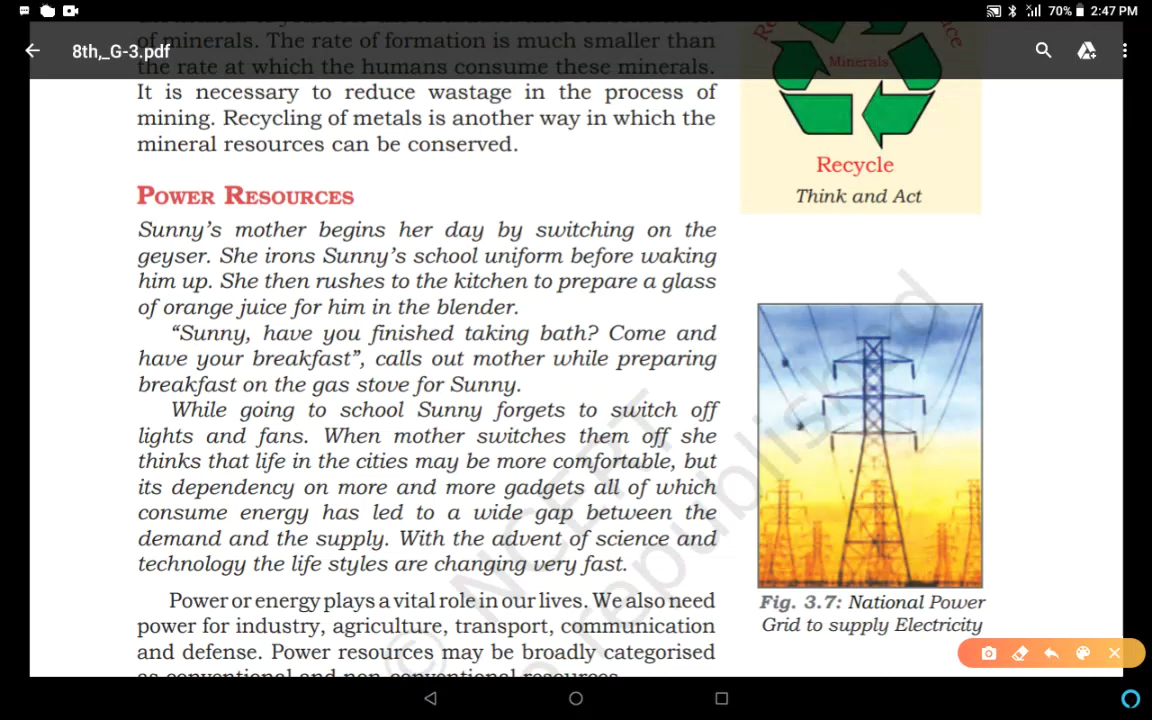 70% 2:47 PM
8th,_G-3.pdf
of minerals. The rate of formation is much smaller than
the rate at which the humans consume these minerals.
It is necessary to reduce wastage in the process of
mining. Recycling of metals is another way in which the
mineral resources can be conserved.
Minerals
Recycle
Think and Act
POWER RESOURCES
Sunny's mother begins her day by switching on the
geyser. She irons Sunny's school uniform before waking
him up. She then rushes to the kitchen to prepare a glass
of orange juice for him in the blender.
“Sunny, have you finished taking bath? Come and
have your breakfast”, calls out mother while preparing
breakfast on the gas stove for Sunny.
While going to school Sunny forgets to switch off
lights and fans. When mother switches them off she
thinks that life in the cities may be more comfortable, but
its dependency on more and more gadgets all of which
consume energy has led to a wide gap between the
demand and the supply. With the advent of science and
technology the life styles are changing very fast.
Power or energy plays a vital role in our lives. We also need
power for industry, agriculture, transport, communication
and defense. Power resources may be broadly categorised
as conventional and non-conventional resources.
Fig. 3.7: National Power
Grid to supply Electricity
© NCERT
republished